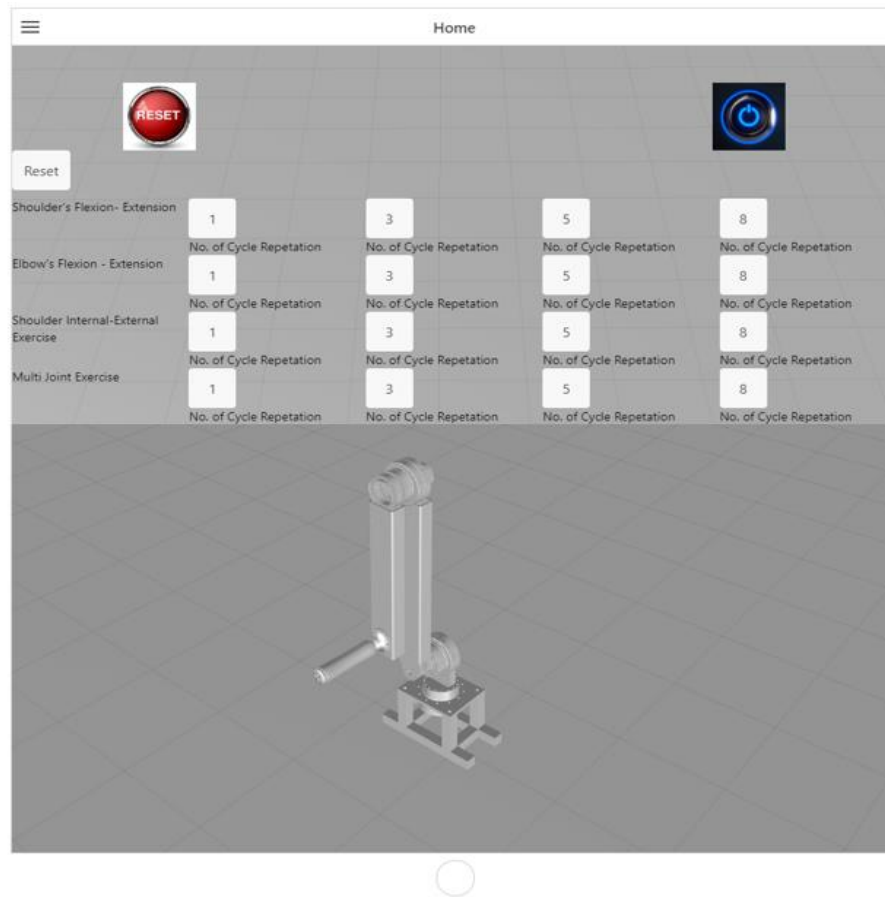 Home
RESET
Reset
Shoulder's Flexion- Extension
1
3
5
8
No. of Cycle Repetation
No. of Cycle Repetation
No. of Cycle Repetation
No. of Cycle Repetation
Elbow's Flexion - Extension
1
3
5
8
No. of Cycle Repetation
No. of Cycle Repetation
No. of Cycle Repetation
No. of Cycle Repetation
Shoulder Internal-External
Exercise
1
3
5
8
No. of Cycle Repetation
No. of Cycle Repetation
No. of Cycle Repetation
No. of Cycle Repetation
Multi Joint Exercise
1
3
5
8
No. of Cycle Repetation
No. of Cycle Repetation
No. of Cycle Repetation
No. of Cycle Repetation